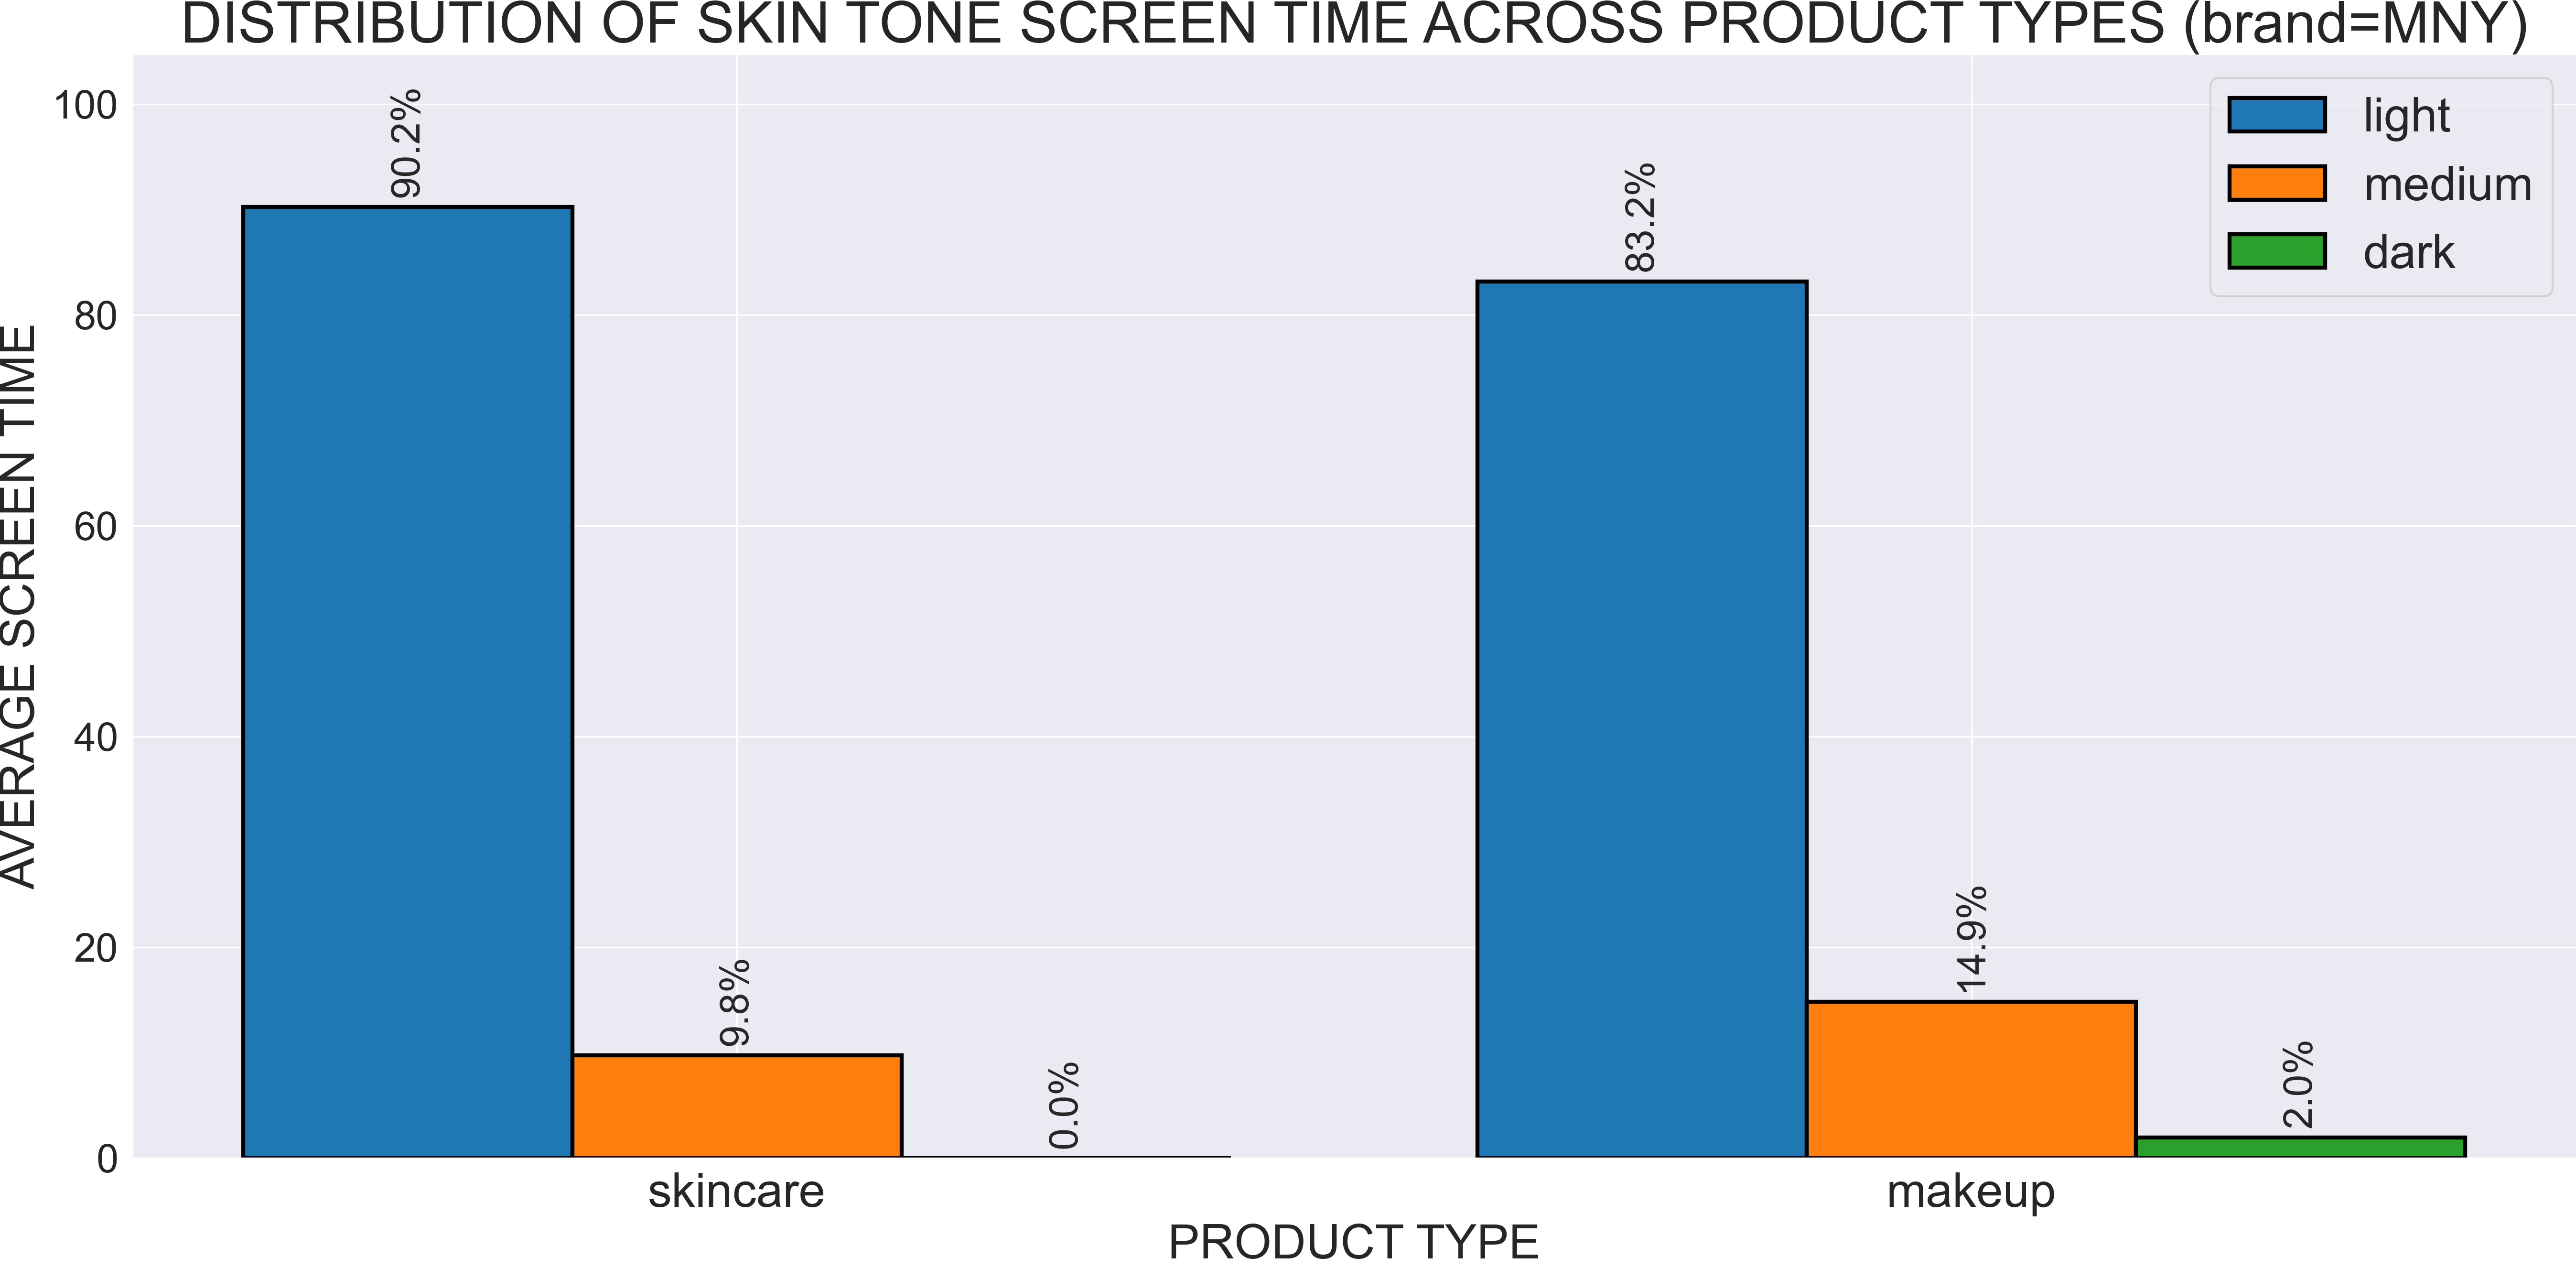 DISTRIBUTION OF SKIN TONE SCREEN TIME ACROSS PRODUCT TYPES (brand=MNY)
light
medium
dark
AVERAGE SCREEN TIME
100
80
60
40
20
0
90.2%
9.8%
0.0%
83.2%
14.9%
2.0%
skincare
makeup
PRODUCT TYPE